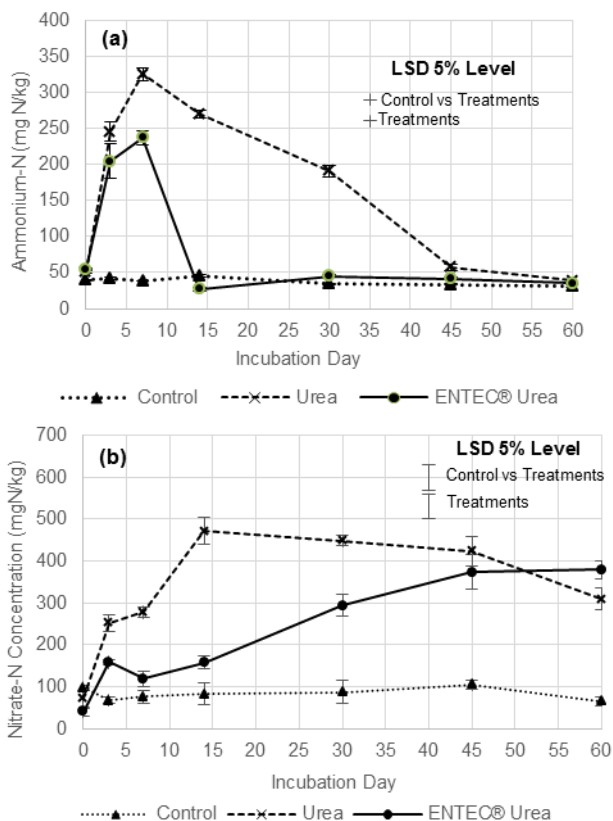 400
(a)
350
LSD 5% Level
300
Control vs Treatments
Treatments
250
200
150
100
50
0
Ammonium-N (mg N/kg)
0 5 10 15 20 25 30 35 40 45 50 55 60
Incubation Day
Control Urea ENTEC® Urea
700
(b)
LSD 5% Level
600
Control vs Treatments
Treatments
500
400
300
200
100
0
Nitrate-N Concentration (mgN/kg)
0 5 10 15 20 25 30 35 40 45 50 55 60
Incubation Day
Control Urea ENTEC® Urea